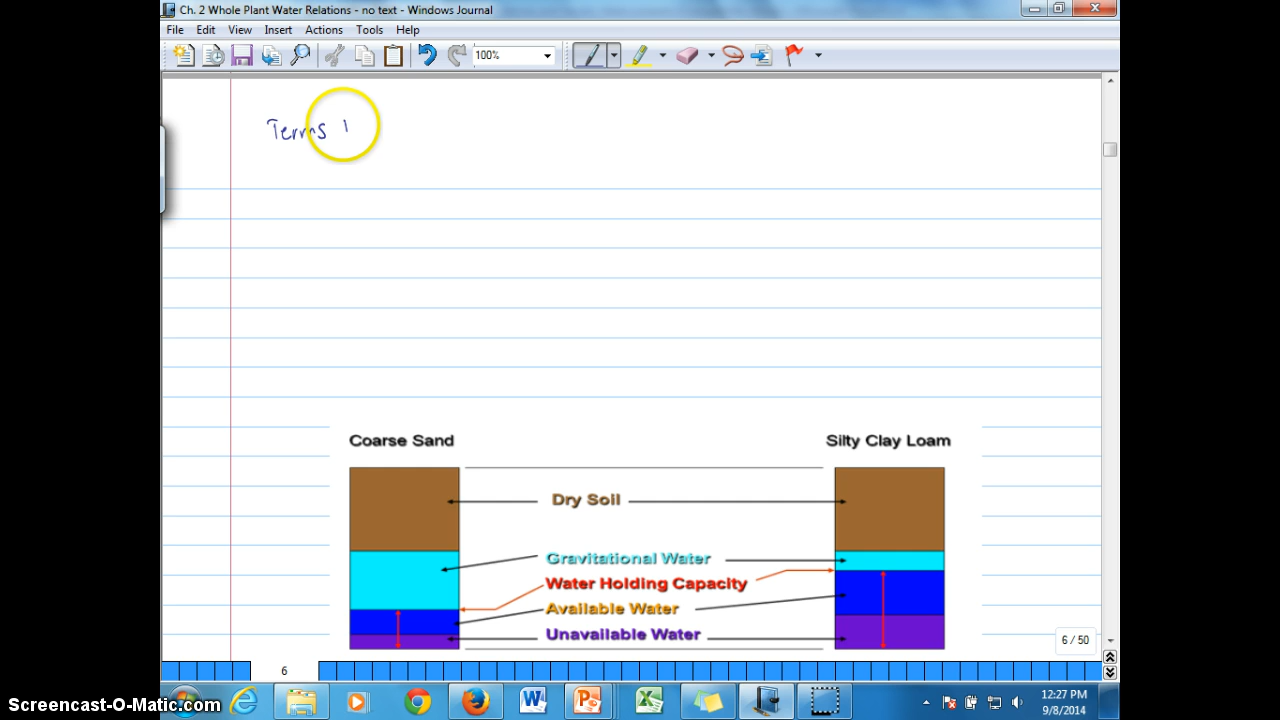 Ch. 2 Whole Plant Water Relations - no text - Windows Journal
File Edit View Insert Actions Tools Help
100%
Terms
Coarse Sand
Silty Clay Loam
Dry Soil
Gravitational Water
Water Holding Capacity
Available Water
Unavailable Water
6 / 50
6
12:27 PM
9/8/2014
Screencast-O-Matic.com